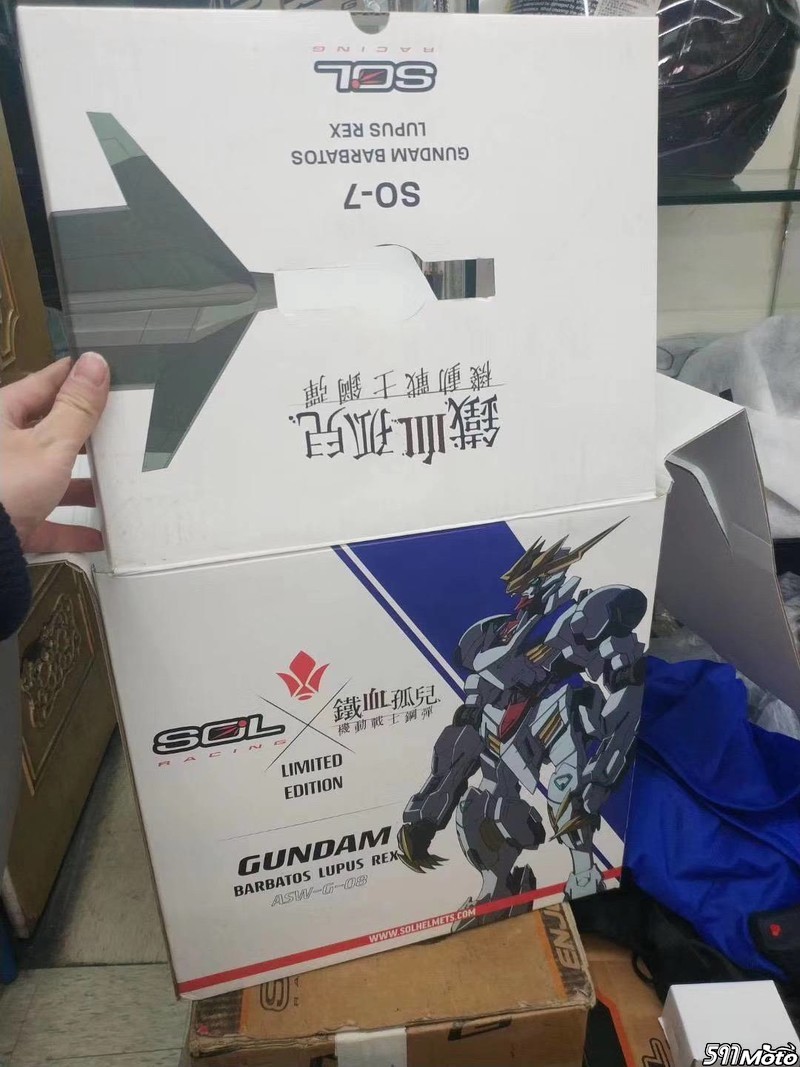 SOL
RACING
GUNDAM BARBATOS
LUPUS REX
SO-7
機動戰士鋼彈
鐵血孤兒
SOL
RACING
鐵血孤兒
機動戰士鋼彈
LIMITED
EDITION
GUNDAM
BARBATOS LUPUS REX
ASW-G-08
WWW.SOLHELMETS.COM
ENJ
591Moto